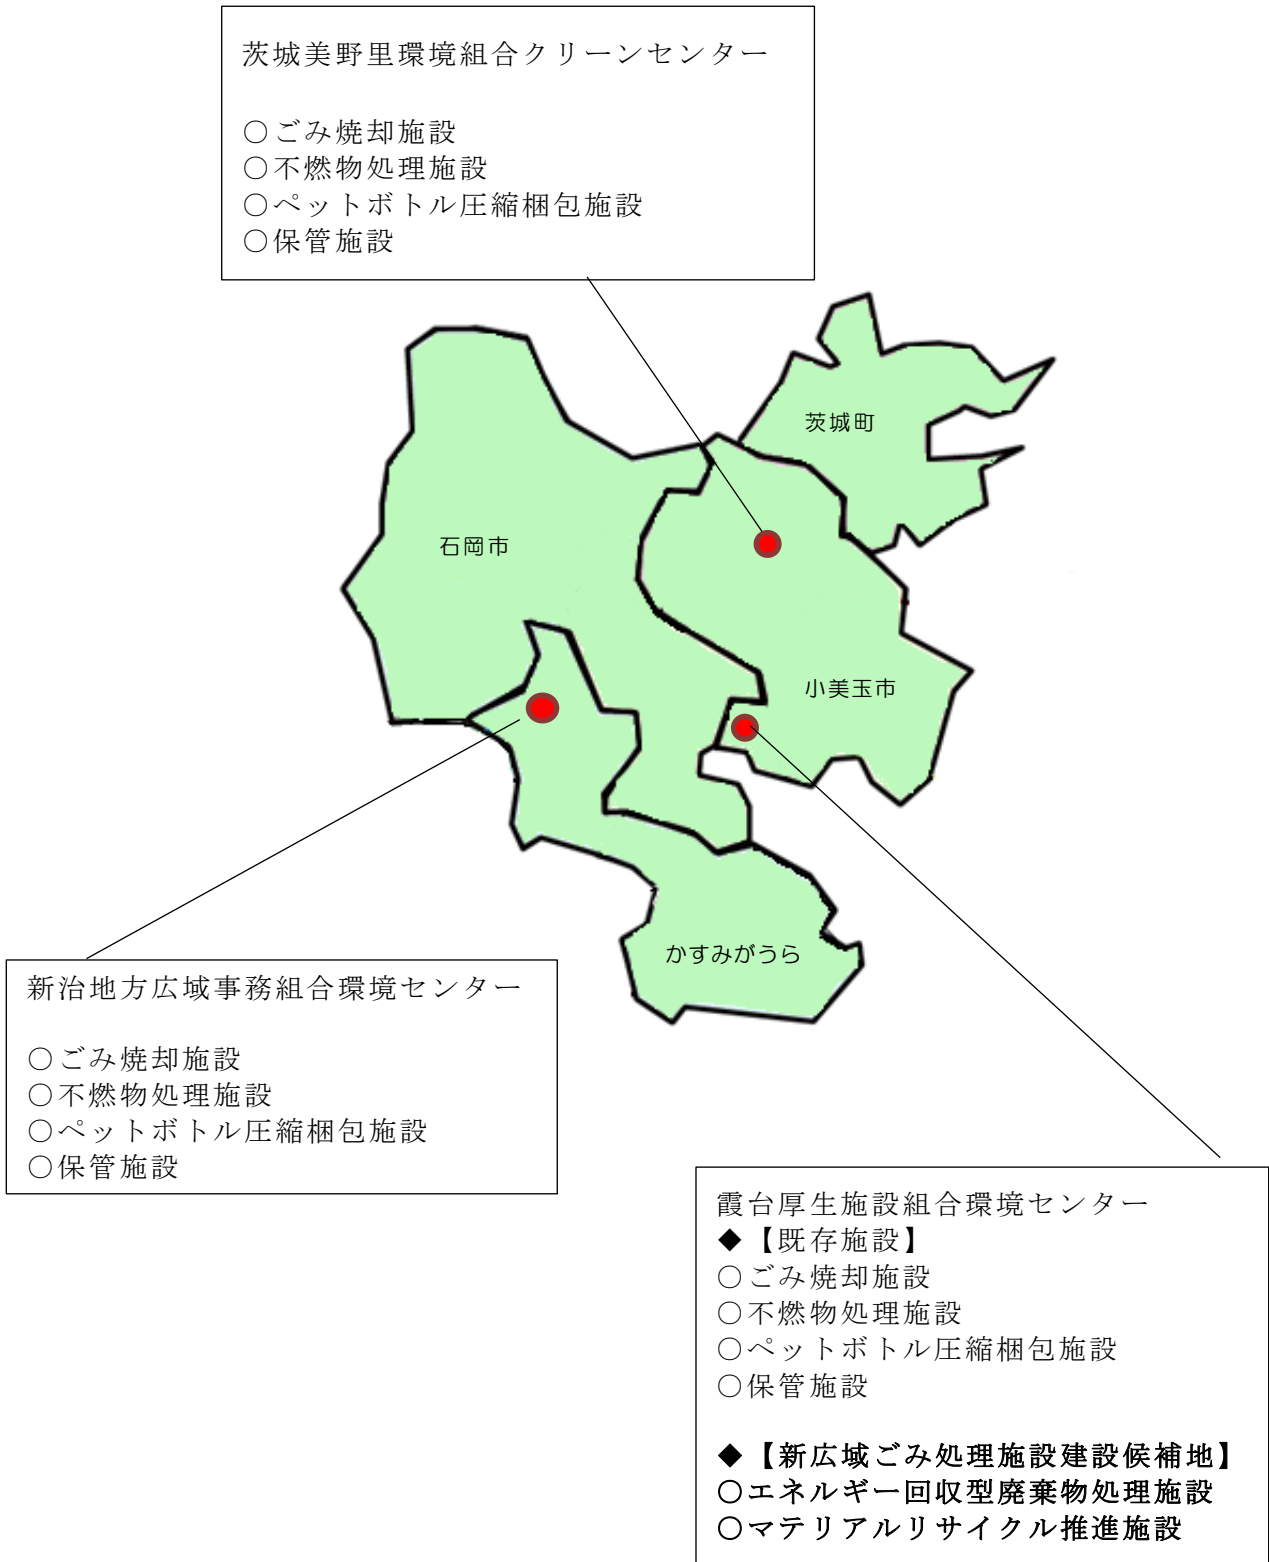 茨城美野里環境組合クリーンセンター
○ごみ焼却施設
○不燃物処理施設
○ペットボトル圧縮梱包施設
○保管施設
茨城町
石岡市
小美玉市
かすみがうら
新治地方広域事務組合環境センター
○ごみ焼却施設
○不燃物処理施設
○ペットボトル圧縮梱包施設
○保管施設
霞台厚生施設組合環境センター
◆【既存施設】
○ごみ焼却施設
○不燃物処理施設
○ペットボトル圧縮梱包施設
○保管施設
◆【新広域ごみ処理施設建設候補地】
○エネルギー回収型廃棄物処理施設
○マテリアルリサイクル推進施設